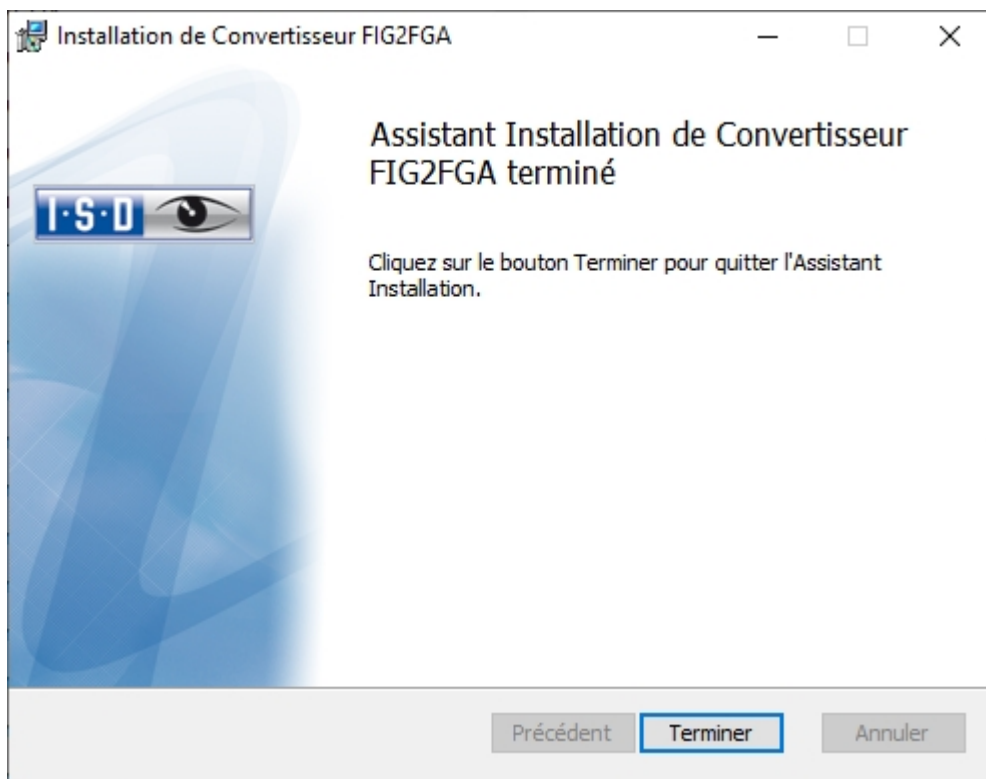 Installation de Convertisseur FIG2FGA
Assistant Installation de Convertisseur
FIG2FGA terminé
I·S·D
Cliquez sur le bouton Terminer pour quitter l'Assistant
Installation.
Précédent
Terminer
Annuler